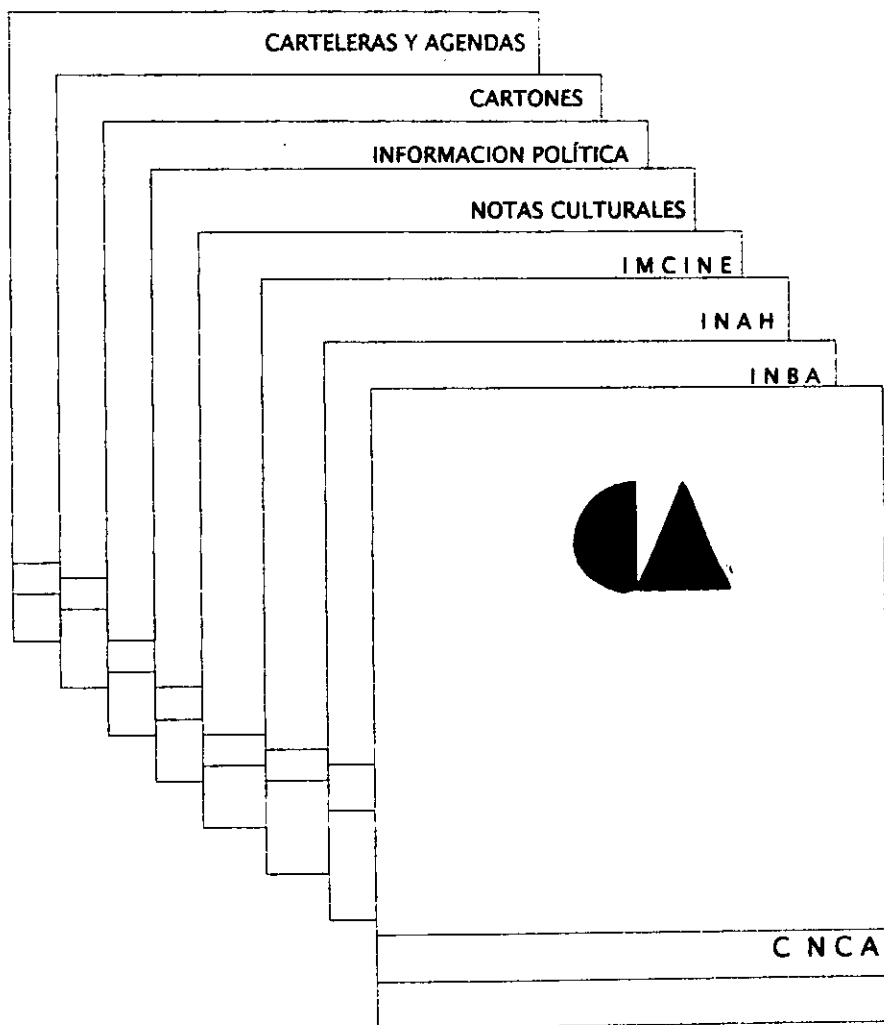 CARTELERAS Y AGENDAS
CARTONES
INFORMACION POLÍTICA
NOTAS CULTURALES
IMCINE
INAH
INBA
CNCA